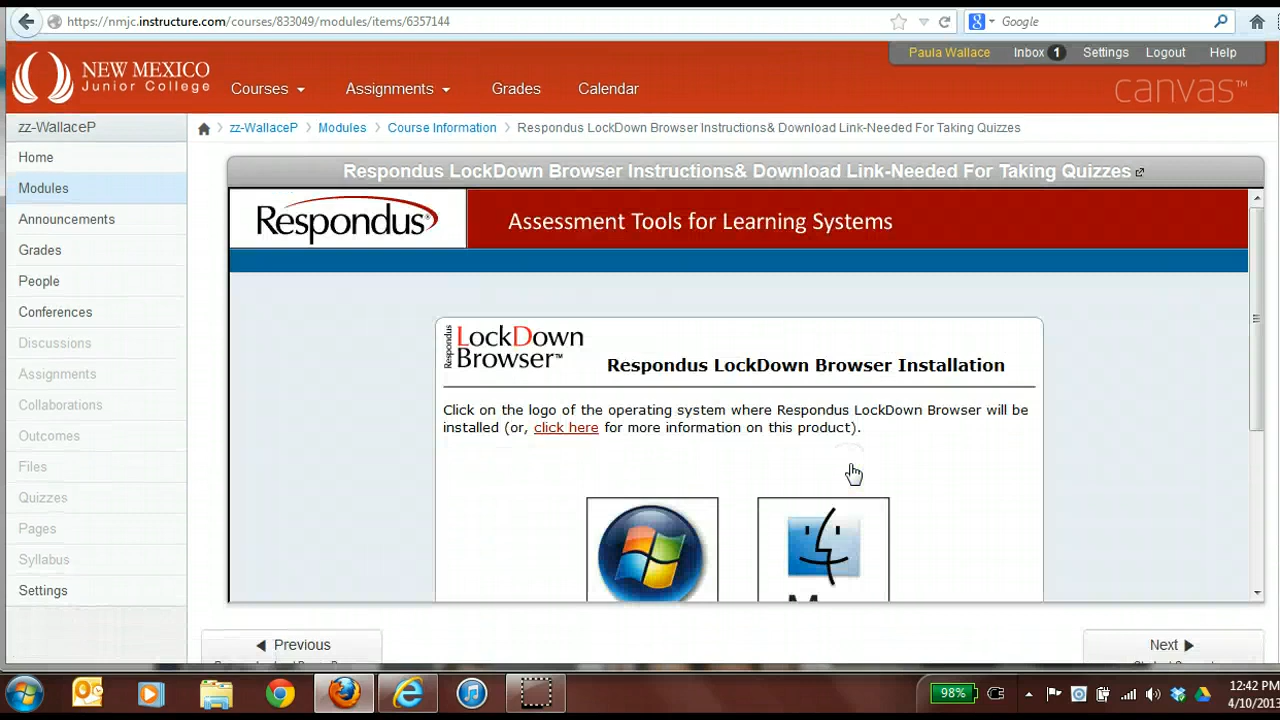 https://nmjc.instructure.com/courses/833049/modules/items/6357144
Google
Paula Wallace Inbox 1 Settings Logout Help
NEW MEXICO
Junior College
Courses Assignments Grades Calendar
canvas™
zz-WallaceP
zz-WallaceP Modules Course Information Respondus LockDown Browser Instructions& Download Link-Needed For Taking Quizzes
Home
Modules
Announcements
Grades
People
Conferences
Discussions
Assignments
Collaborations
Outcomes
Files
Quizzes
Pages
Syllabus
Settings
Respondus LockDown Browser Instructions& Download Link-Needed For Taking Quizzes
Respondus®
Assessment Tools for Learning Systems
Respondus
LockDown
Browser™
Respondus LockDown Browser Installation
Click on the logo of the operating system where Respondus LockDown Browser will be
installed (or, click here for more information on this product).
Previous
Next
98%
12:42 PM
4/10/2013